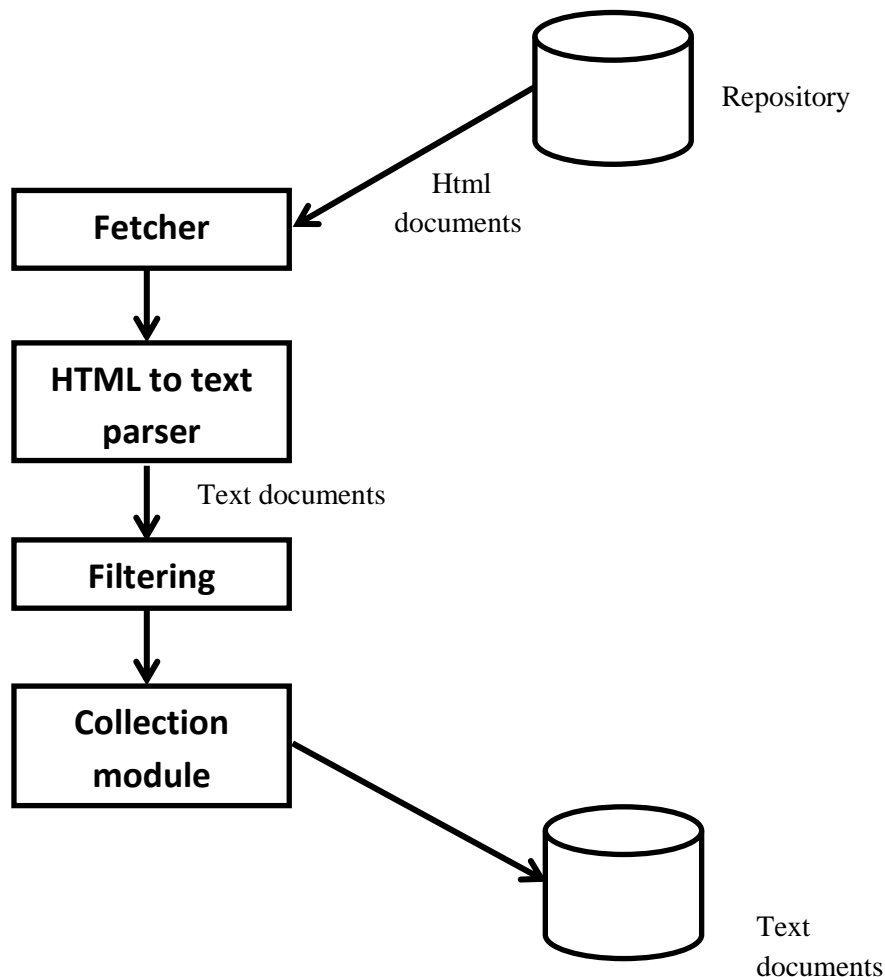 Repository
Html
documents
Fetcher
HTML to text
parser
Text documents
Filtering
Collection
module
Text
documents